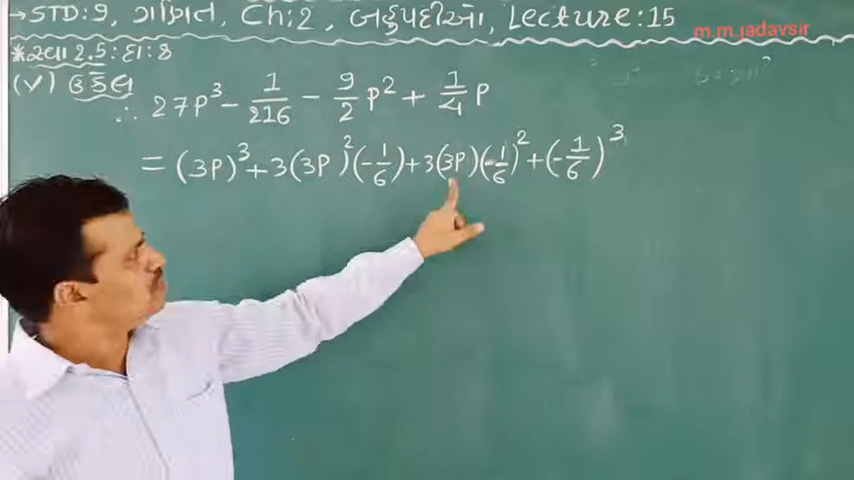 →STD:9, ગણિત, Ch:2, બહુપદીઓ, Lecture:15
m.m.jadavsir
*સ્વા 2.5:દા:8
(v) ઉકેલ
∴ 27p³ - 1/216 - 9/2 p² + 1/4 p
= (3p)³ + 3(3p)²(-1/6) + 3(3p)(-1/6)² + (-1/6)³